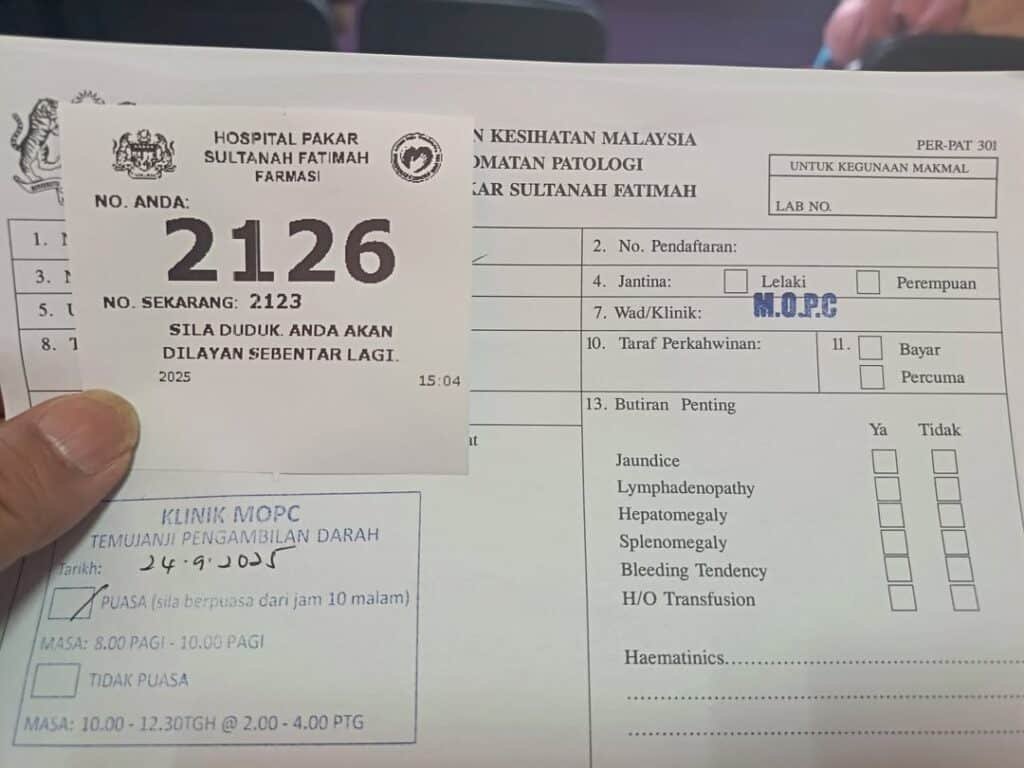 HOSPITAL PAKAR
SULTANAH FATIMAH
FARMASI
NO. ANDA:
2126
NO. SEKARANG: 2123
SILA DUDUK. ANDA AKAN
DILAYAN SEBENTAR LAGI.
2025 15:04
N KESIHATAN MALAYSIA
OMATAN PATOLOGI
KAR SULTANAH FATIMAH
PER-PAT 301
UNTUK KEGUNAAN MAKMAL
LAB NO.
1.
2. No. Pendaftaran:
3.
4. Jantina: Lelaki Perempuan
5.
7. Wad/Klinik: M.O.P.C
8.
10. Taraf Perkahwinan:
11. Bayar
Percuma
13. Butiran Penting
Ya Tidak
Jaundice
Lymphadenopathy
Hepatomegaly
Splenomegaly
Bleeding Tendency
H/O Transfusion
Haematinics
KLINIK MOPC
TEMUJANJI PENGAMBILAN DARAH
Tarikh: 24.9.2025
PUASA (sila berpuasa dari jam 10 malam)
MASA: 8.00 PAGI - 10.00 PAGI
TIDAK PUASA
MASA: 10.00 - 12.30TGH @ 2.00 - 4.00 PTG